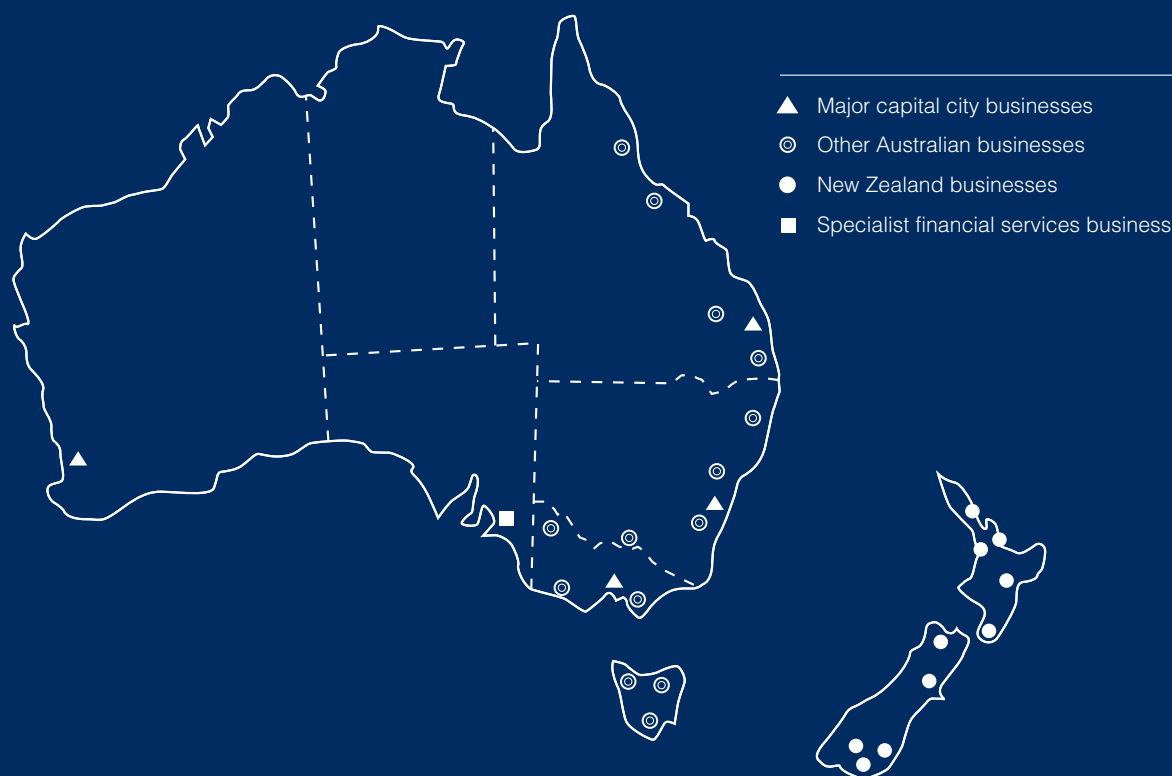 Major capital city businesses
Other Australian businesses
New Zealand businesses
Specialist financial services business